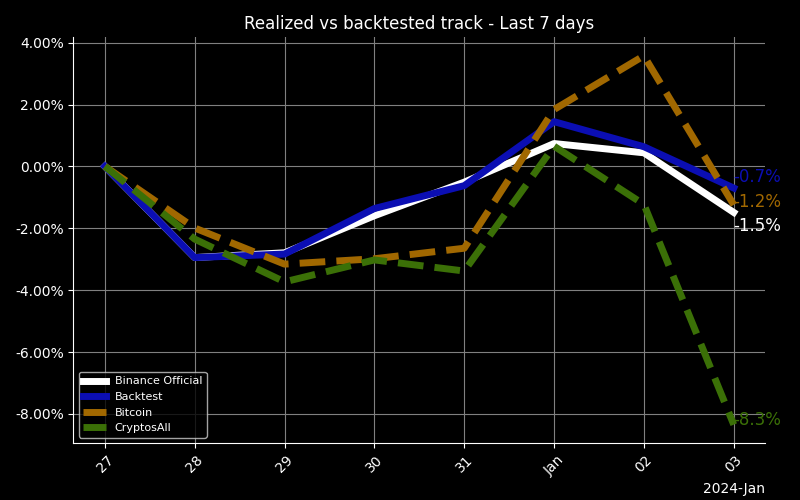 Realized vs backtested track - Last 7 days
4.00%
2.00%
0.00%
-2.00%
-4.00%
-6.00%
-8.00%
-0.7%
-1.2%
-1.5%
-8.3%
Binance Official
Backtest
Bitcoin
CryptosAll
27
28
29
30
31
Jan
02
03
2024-Jan